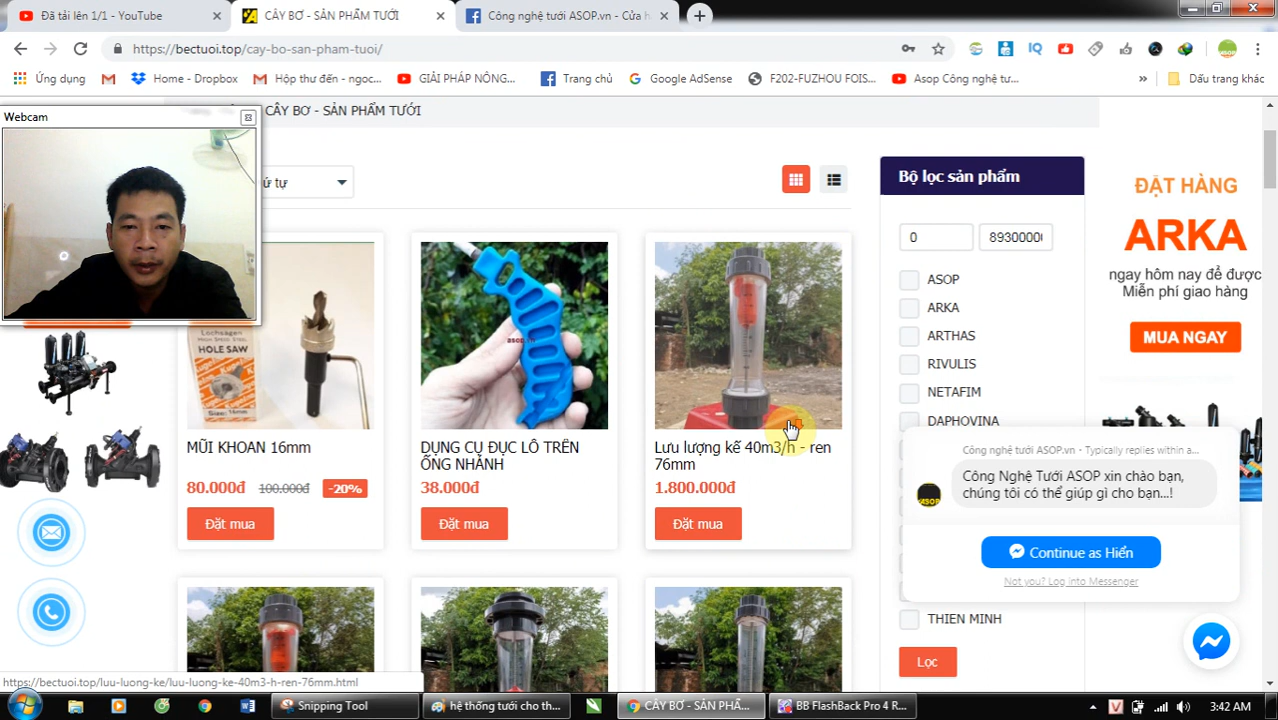 Đã tải lên 1/1 - YouTube
CÂY BƠ - SẢN PHẨM TƯỚI
Công nghệ tưới ASOP.vn - Cửa h
https://bectuoi.top/cay-bo-san-pham-tuoi/
Ứng dụng
Home - Dropbox
Hộp thư đến - ngoc...
GIẢI PHÁP NÔNG...
Trang chủ
Google AdSense
F202-FUZHOU FOIS...
Asop Công nghệ tư...
»
Dấu trang khác
Webcam
CÂY BƠ - SẢN PHẨM TƯỚI
ứ tự
Bộ lọc sản phẩm
0
89300000
ASOP
ARKA
ARTHAS
RIVULIS
NETAFIM
DAPHOVINA
THIEN MINH
Lọc
ĐẶT HÀNG
ARKA
ngay hôm nay để được
Miễn phí giao hàng
MUA NGAY
HOLE SAW
Size: 16mm
asop.vn
MŨI KHOAN 16mm
80.000đ 100.000đ -20%
Đặt mua
DỤNG CỤ ĐỤC LỖ TRÊN
ỐNG NHÁNH
38.000đ
Đặt mua
Lưu lượng kế 40m3/h - ren
76mm
1.800.000đ
Đặt mua
Công nghệ tưới ASOP.vn - Typically replies within a...
ASOP
Công Nghệ Tưới ASOP xin chào bạn,
chúng tôi có thể giúp gì cho bạn...!
Continue as Hiển
Not you? Log into Messenger
https://bectuoi.top/luu-luong-ke/luu-luong-ke-40m3-h-ren-76mm.html
Snipping Tool
hệ thống tưới cho th...
CÂY BƠ - SẢN PHẨ...
BB FlashBack Pro 4 R...
3:42 AM